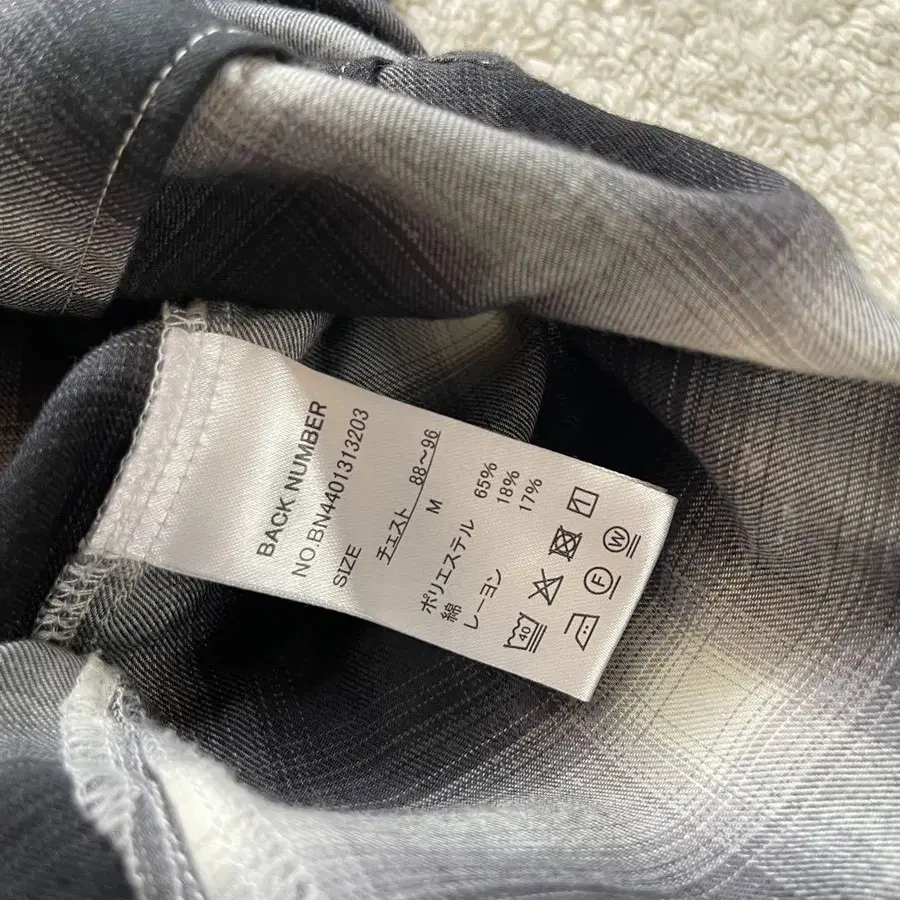 BACK NUMBER
NO.BN4401313203
SIZE
チェスト 88〜96
M
ポリエステル 65%
綿 18%
レーヨン 17%
40
F W